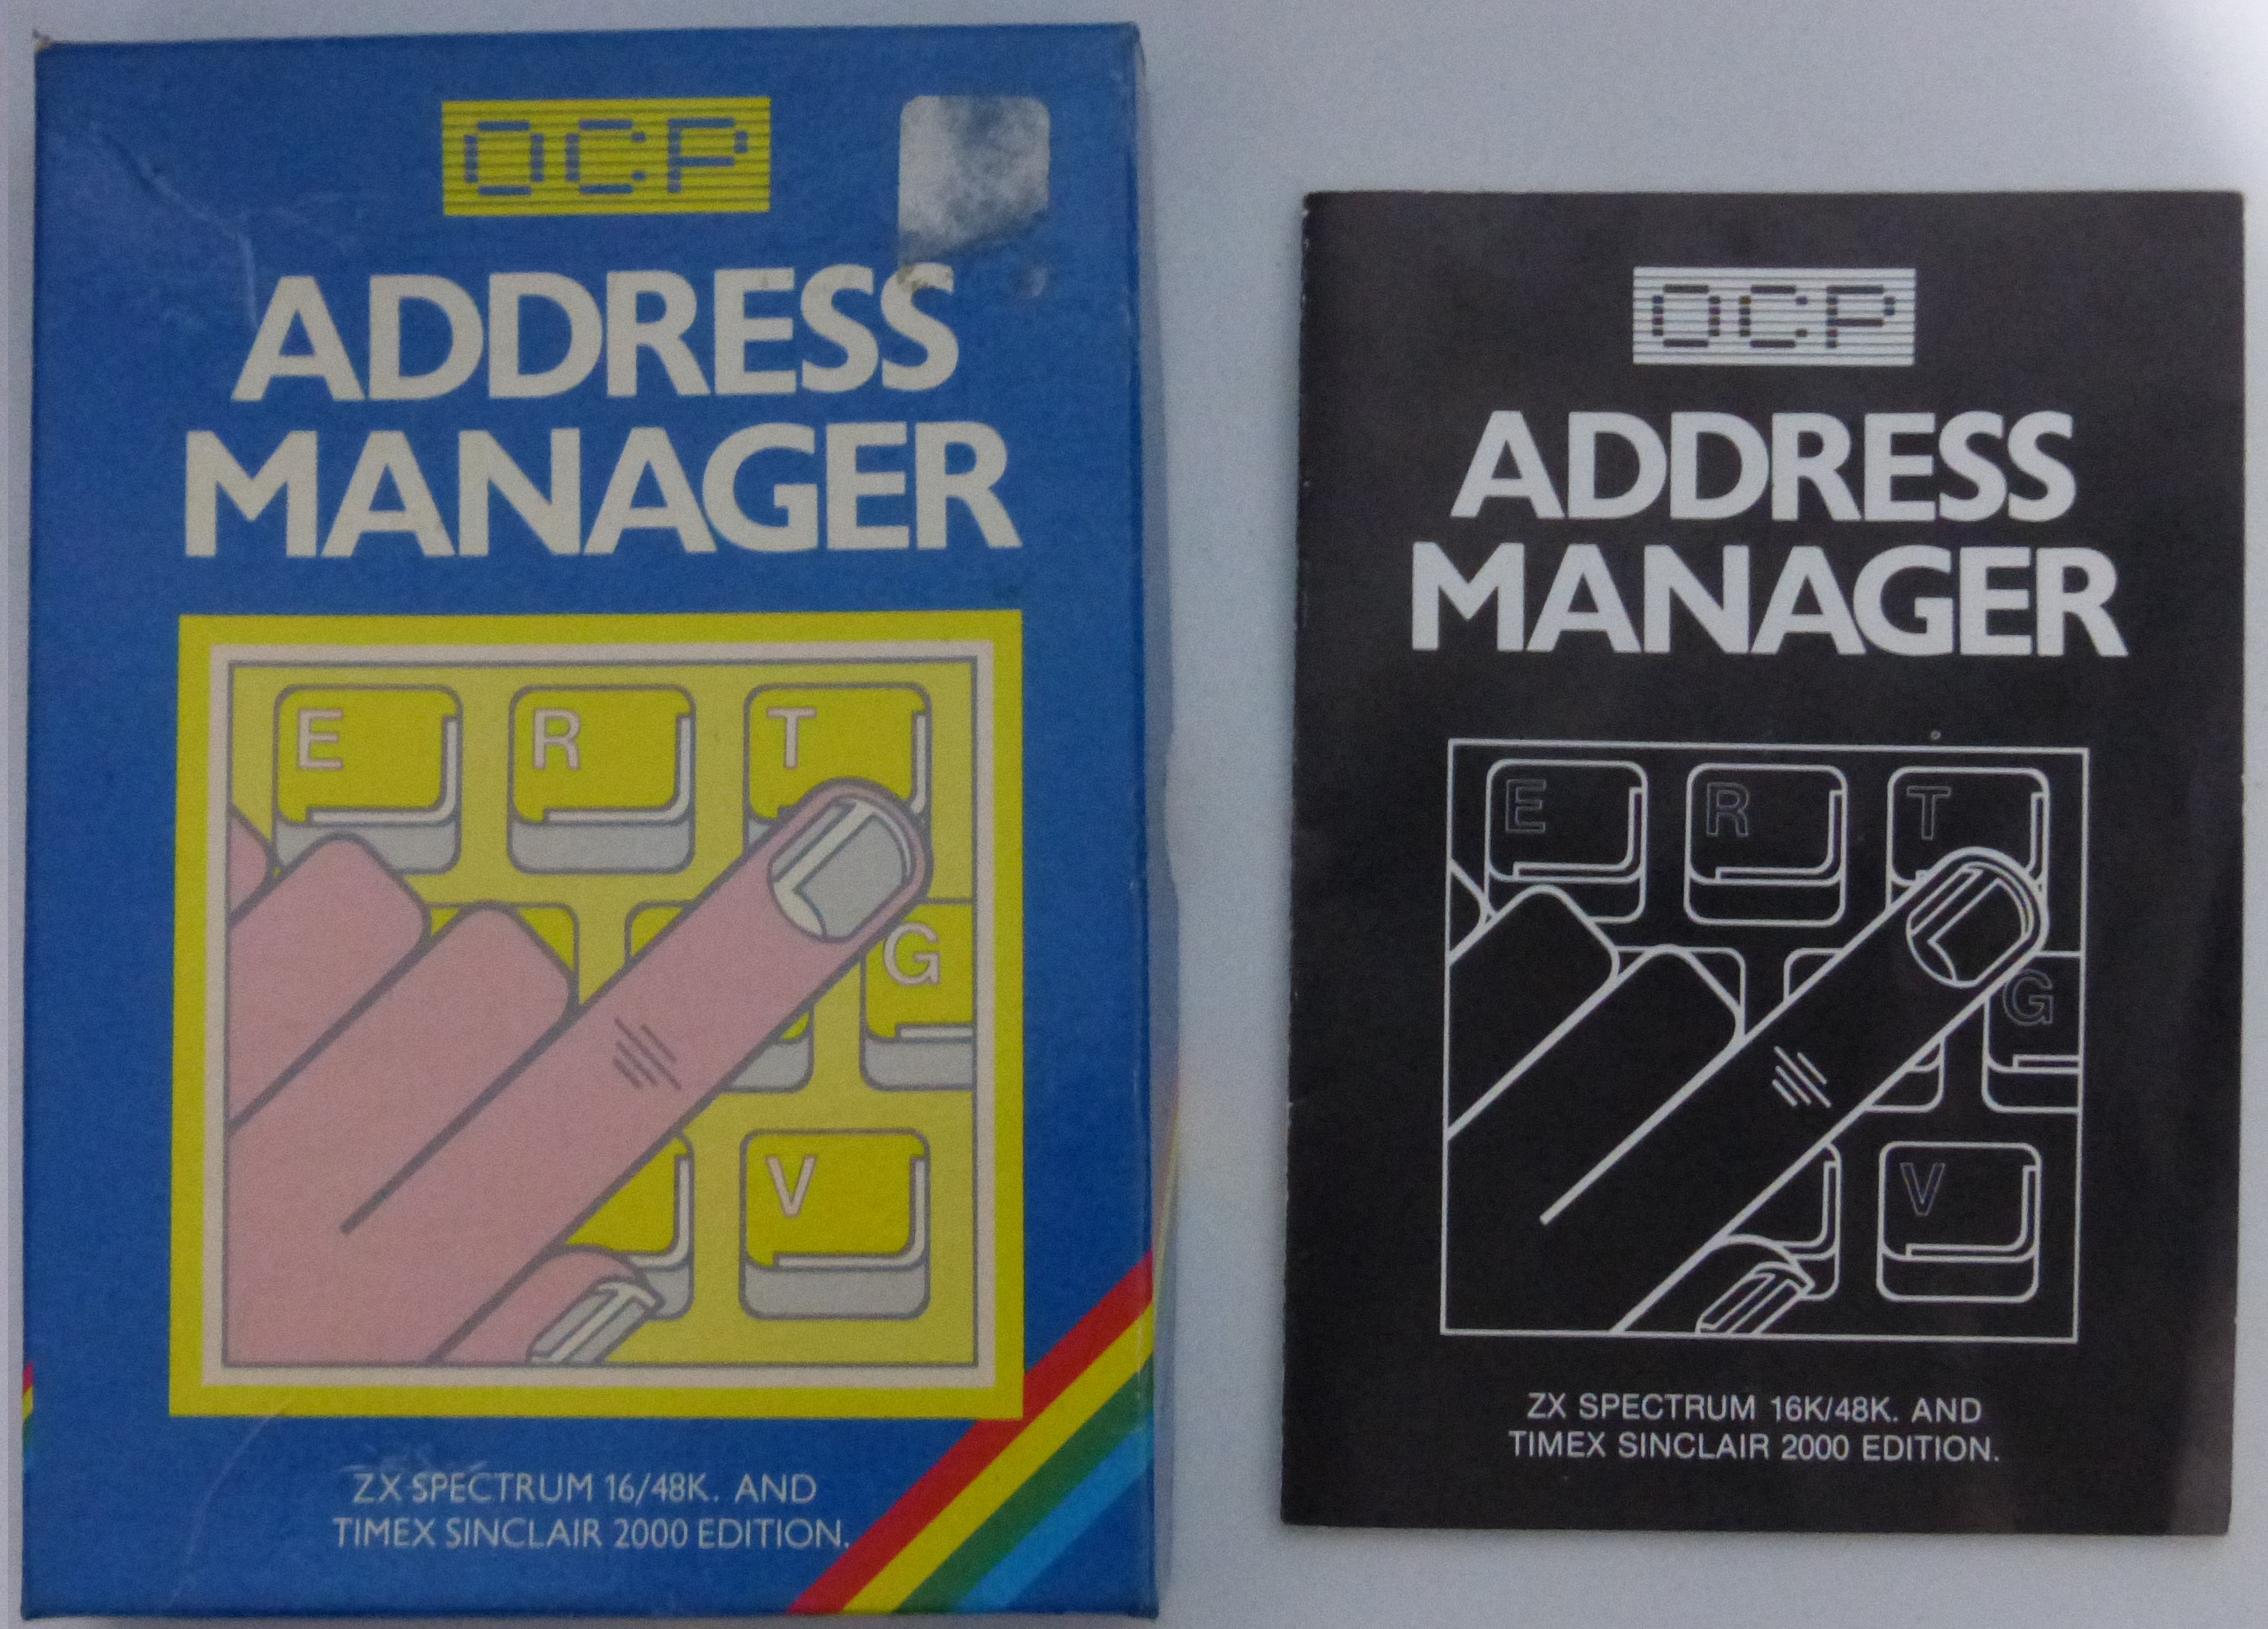 OCP
ADDRESS
MANAGER
E R T
G
V
ZX SPECTRUM 16/48K. AND
TIMEX SINCLAIR 2000 EDITION.
OCP
ADDRESS
MANAGER
E R T
G
V
ZX SPECTRUM 16K/48K. AND
TIMEX SINCLAIR 2000 EDITION.